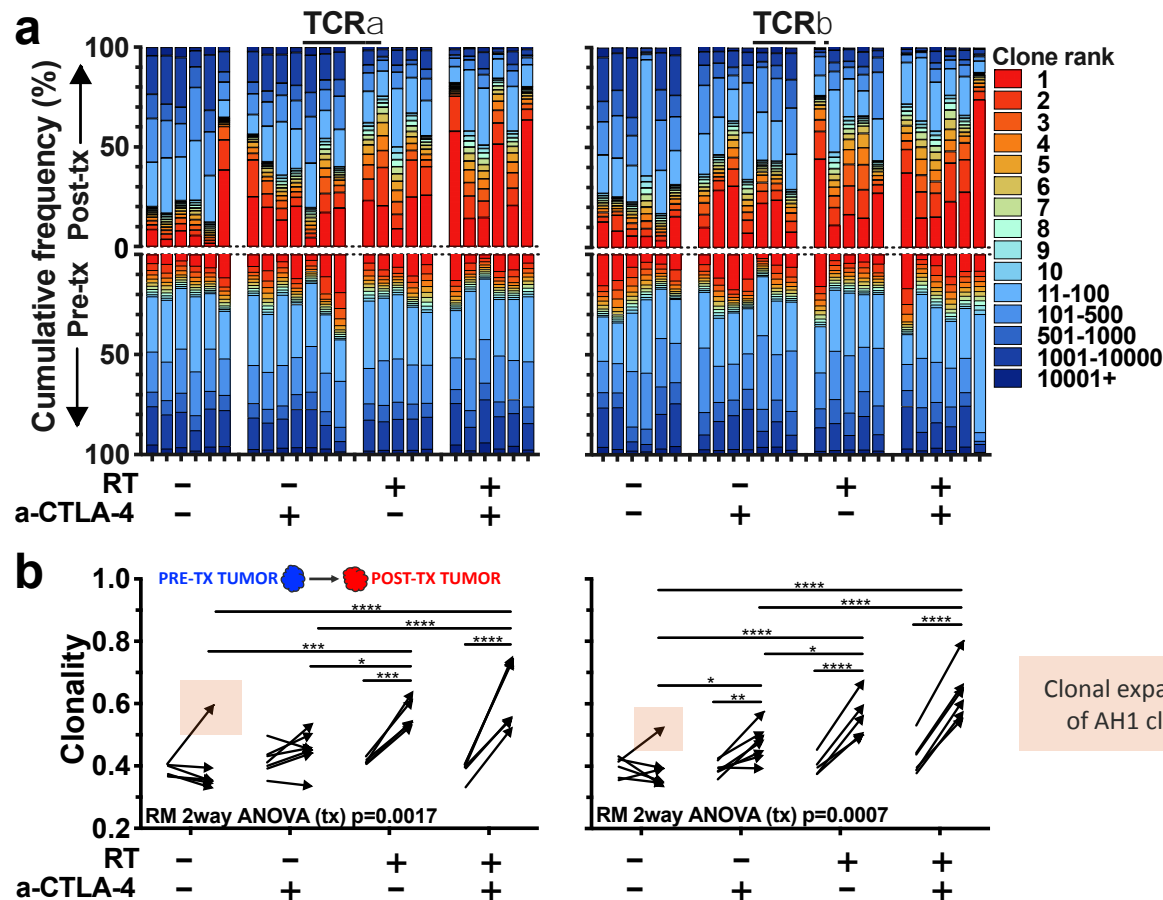 a
TCRa
TCRb
Cumulative frequency (%)
Pre-tx
Post-tx
100
50
0
50
100
Clone rank
1
2
3
4
5
6
7
8
9
10
11-100
101-500
501-1000
1001-10000
10001+
RT − − + +
a-CTLA-4 − + − +
− − + +
− + − +
b
Clonality
1.0
0.8
0.6
0.4
0.2
PRE-TX TUMOR
POST-TX TUMOR
****
****
*** ****
*
***
RM 2way ANOVA (tx) p=0.0017
****
****
****
****
*
****
*
**
RM 2way ANOVA (tx) p=0.0007
Clonal expa
of AH1 cl
RT − − + +
a-CTLA-4 − + − +
− − + +
− + − +